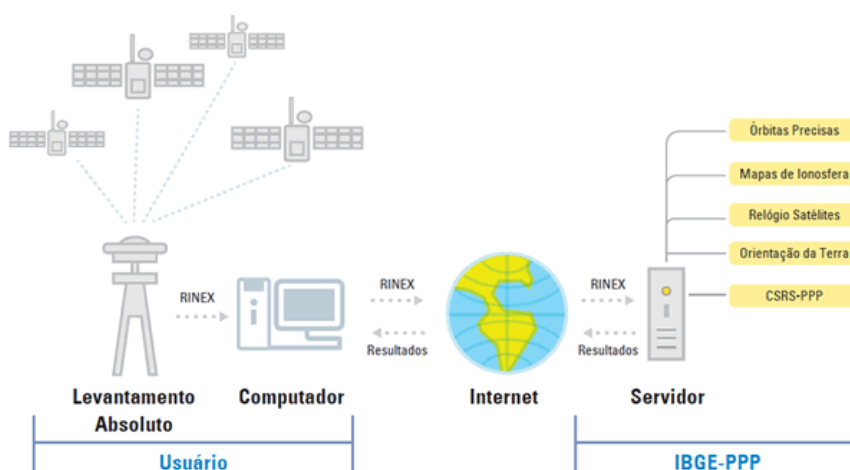 Órbitas Precisas
Mapas de Ionosfera
Relógio Satélites
Orientação da Terra
CSRS-PPP
RINEX
RINEX
RINEX
Resultados
Resultados
Levantamento
Absoluto
Computador
Internet
Servidor
Usuário
IBGE-PPP